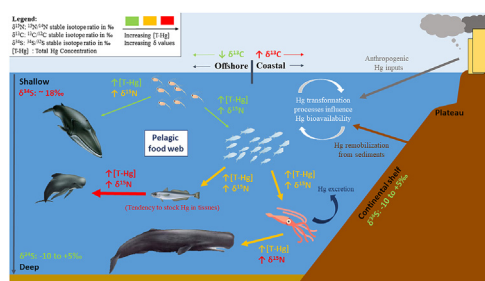 Legend:
δ¹⁵N: ¹⁵N/¹⁴N stable isotope ratio in ‰
δ¹³C: ¹³C/¹²C stable isotope ratio in ‰
δ³⁴S: ³⁴S/³²S stable isotope ratio in ‰
[T-Hg] : Total Hg Concentration
Increasing [T-Hg]
Increasing δ values
↓ δ¹³C ↑ δ¹³C
Offshore Coastal
Anthropogenic
Hg inputs
Shallow
δ³⁴S: ~ 18‰
↑[T-Hg]
↑ δ¹⁵N
↑[T-Hg]
↑ δ¹⁵N
Hg transformation
processes influence
Hg bioavailability
Plateau
Pelagic
food web
Hg remobilization
from sediments
↑[T-Hg]
↑ δ¹⁵N
↑[T-Hg]
↑ δ¹⁵N
↑[T-Hg]
↑ δ¹⁵N
(Tendency to stock Hg in tissues)
Hg excretion
Continental shelf
δ³⁴S: -10 to +5‰
↑[T-Hg]
↑ δ¹⁵N
δ³⁴S: -10 to +5‰
Deep